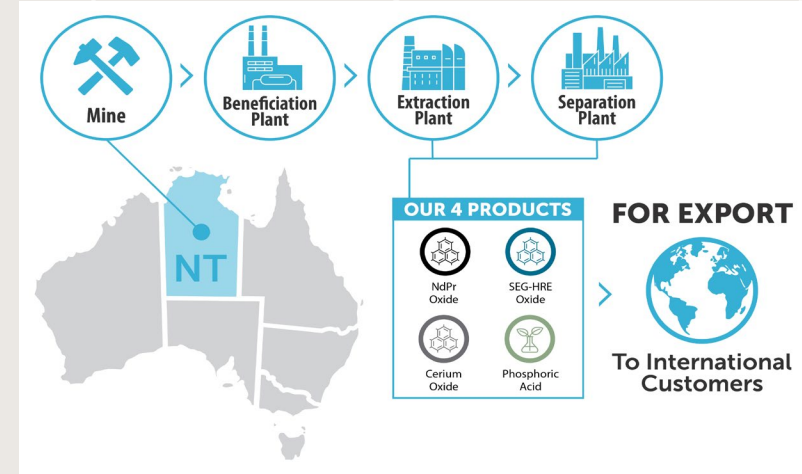 Mine
Beneficiation
Plant
Extraction
Plant
Separation
Plant
NT
OUR 4 PRODUCTS
NdPr
Oxide
SEG-HRE
Oxide
Cerium
Oxide
Phosphoric
Acid
FOR EXPORT
To International
Customers